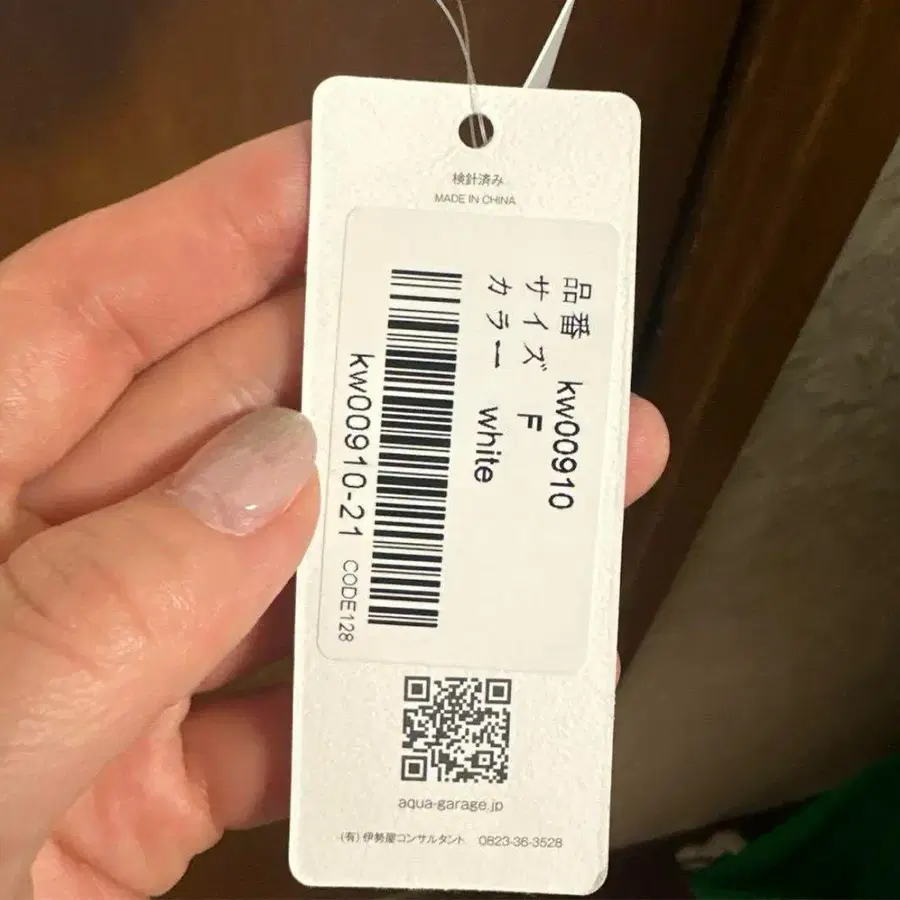 検針済み
MADE IN CHINA
品番 kw00910
サイズ F
カラー white
kw00910-21 CODE128
aqua-garage.jp
(有) 伊勢屋コンサルタント 0823-36-3528